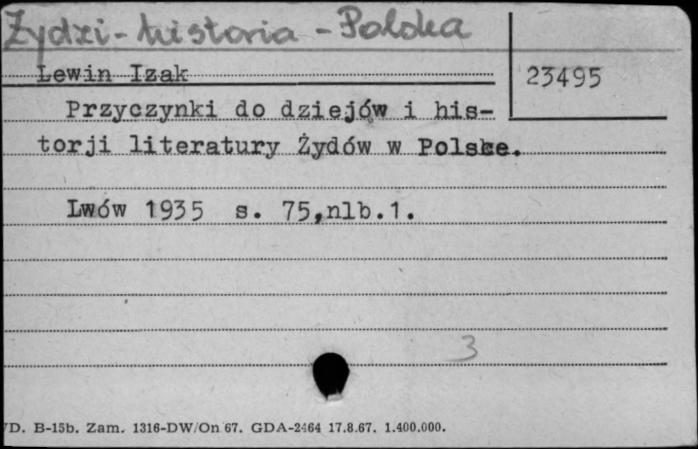 Żydzi - historia - Polska
Lewin Izak
23495
Przyczynki do dziejów i his-
torji literatury Żydów w Polsce.
Lwów 1935 s. 75,nlb.1.
3
D. B-15b. Zam. 1316-DW/On 67. GDA-2464 17.8.67. 1.400.000.